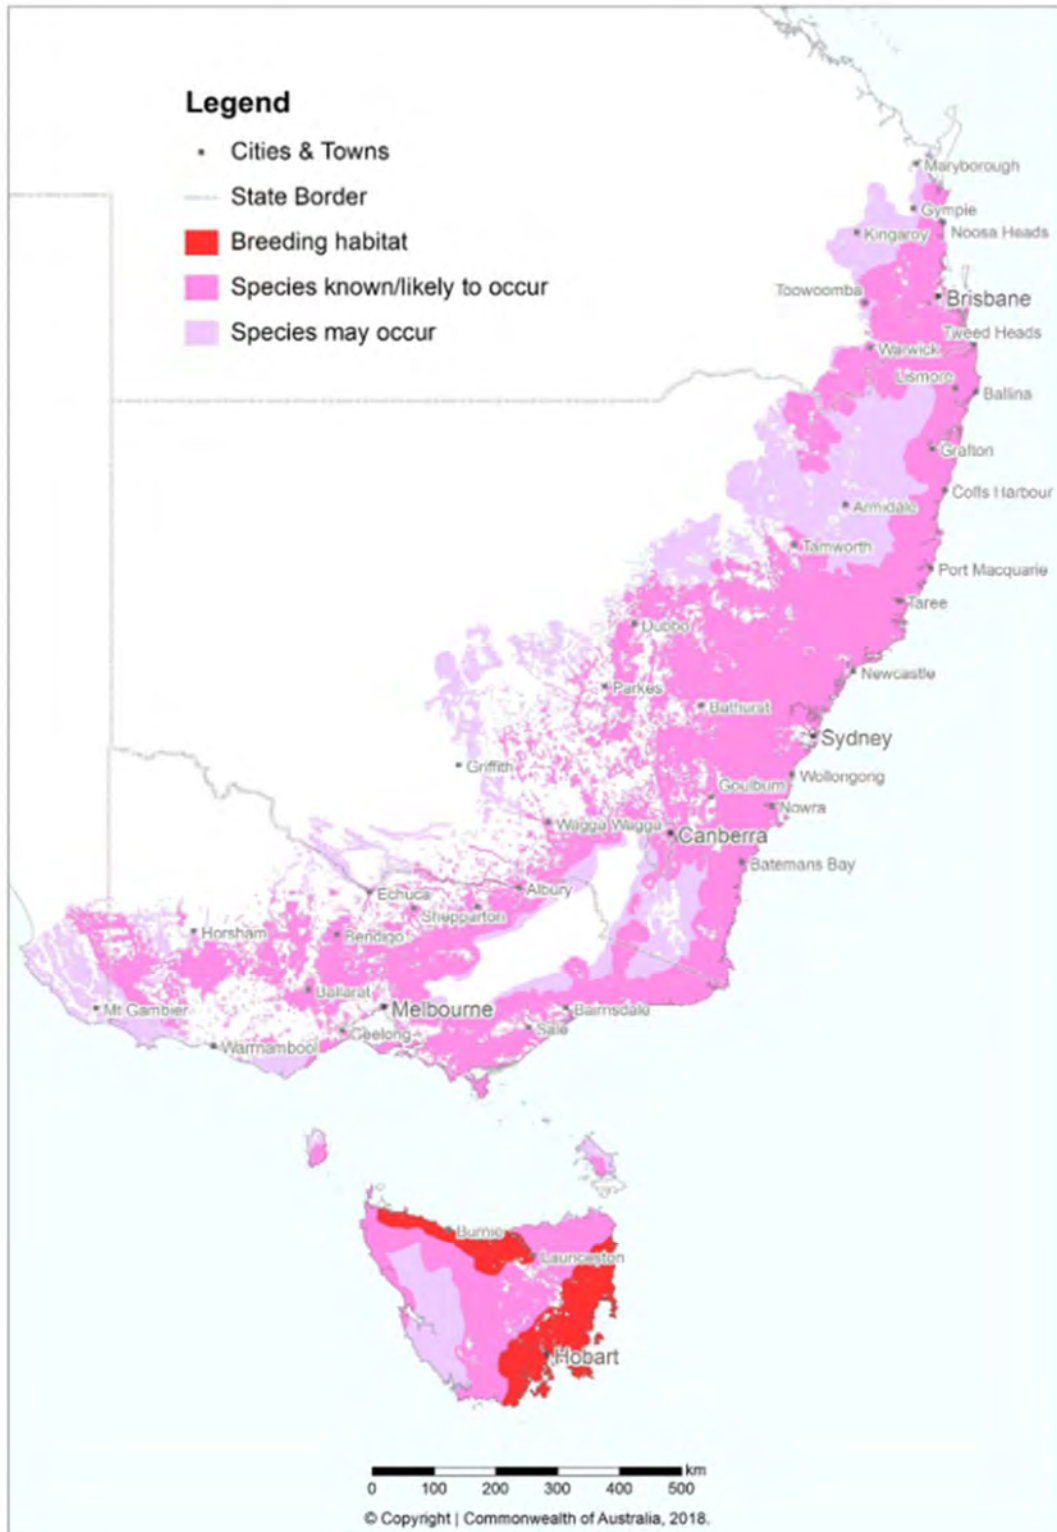 Legend
Cities & Towns
State Border
Breeding habitat
Species known/likely to occur
Species may occur
Maryborough
Gympie
Noosa Heads
Kingaroy
Toowoomba
Brisbane
Tweed Heads
Warwick
Lismore
Ballina
Grafton
Coffs Harbour
Armidale
Tamworth
Port Macquarie
Taree
Dubbo
Newcastle
Parkes
Bathurst
Sydney
Griffith
Wollongong
Goulburn
Nowra
Wagga Wagga
Canberra
Batemans Bay
Echuca
Albury
Shepparton
Horsham
Bendigo
Ballarat
Melbourne
Mt Gambier
Bairnsdale
Geelong
Sale
Warrnambool
Burnie
Launceston
Hobart
km
0 100 200 300 400 500
© Copyright | Commonwealth of Australia, 2018.